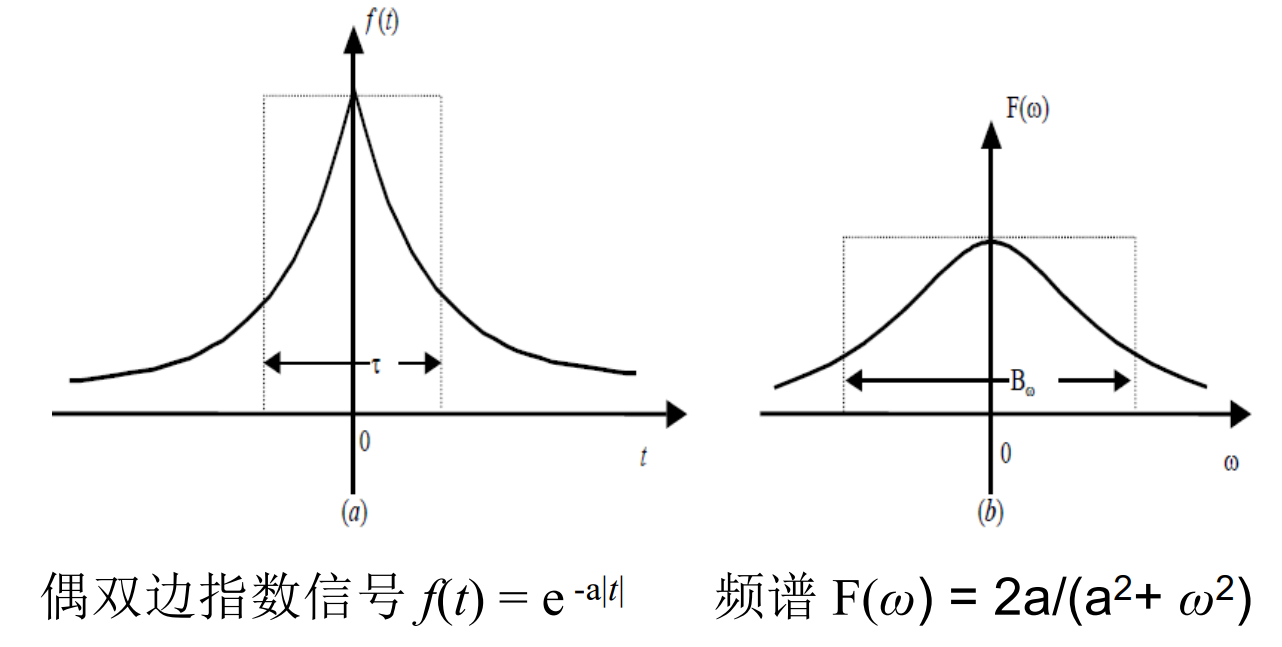 f(t)
F(ω)
τ
B_ω
0
t
0
ω
(a)
(b)
偶双边指数信号 f(t) = e^{-a|t|}
频谱 F(ω) = 2a/(a²+ ω²)